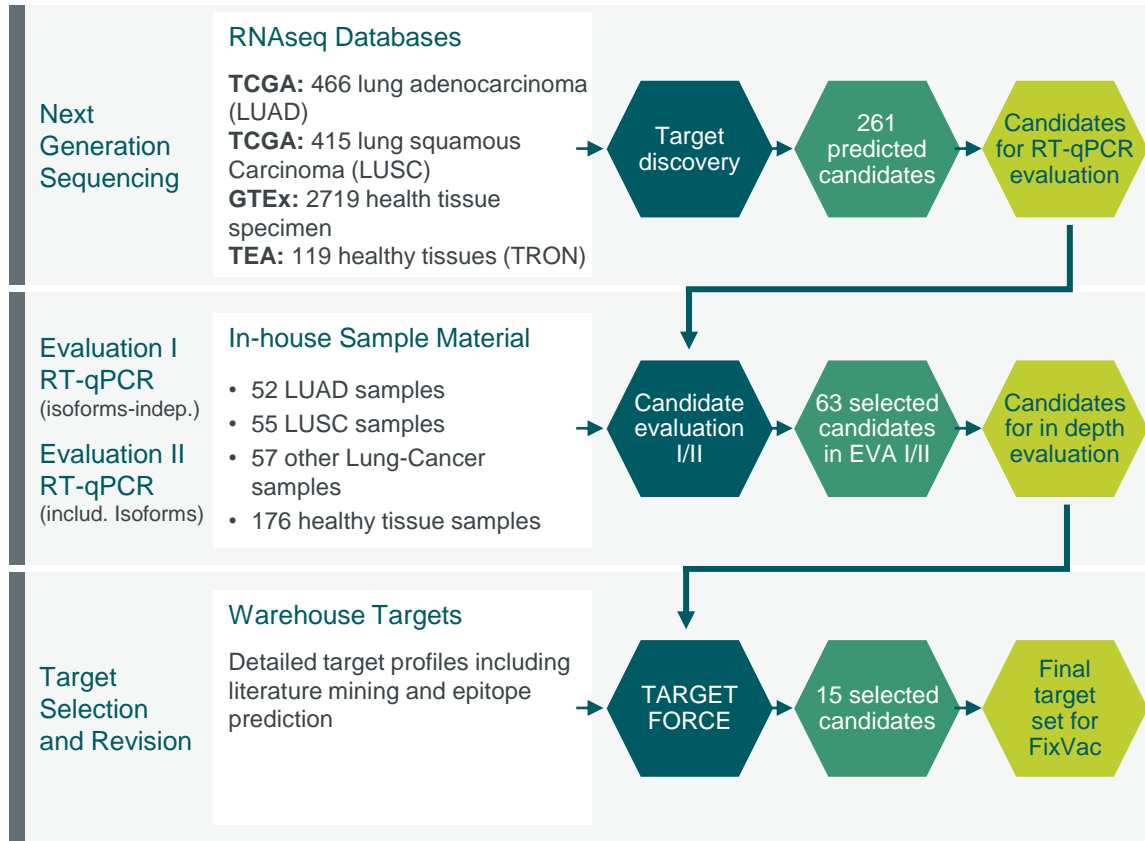 Next
Generation
Sequencing
RNAseq Databases
TCGA: 466 lung adenocarcinoma
(LUAD)
TCGA: 415 lung squamous
Carcinoma (LUSC)
GTEx: 2719 health tissue
specimen
TEA: 119 healthy tissues (TRON)
Target
discovery
261
predicted
candidates
Candidates
for RT-qPCR
evaluation
Evaluation I
RT-qPCR
(isoforms-indep.)
Evaluation II
RT-qPCR
(includ. Isoforms)
In-house Sample Material
• 52 LUAD samples
• 55 LUSC samples
• 57 other Lung-Cancer
samples
• 176 healthy tissue samples
Candidate
evaluation
I/II
63 selected
candidates
in EVA I/II
Candidates
for in depth
evaluation
Target
Selection
and Revision
Warehouse Targets
Detailed target profiles including
literature mining and epitope
prediction
TARGET
FORCE
15 selected
candidates
Final
target
set for
FixVac